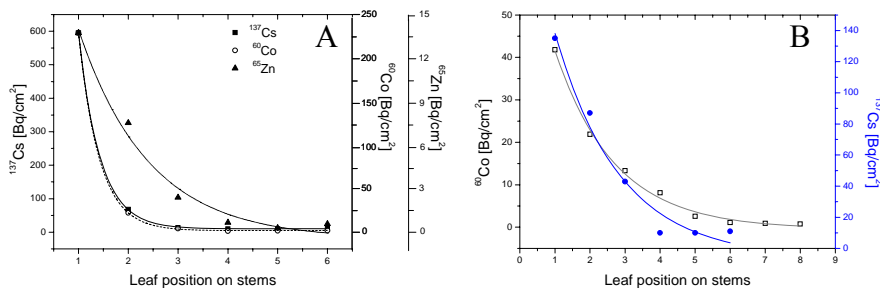 A
¹³⁷Cs
⁶⁰Co
⁶⁵Zn
¹³⁷Cs [Bq/cm²]
600
500
400
300
200
100
0
1 2 3 4 5 6
Leaf position on stems
250
200
150
100
50
0
⁶⁰Co [Bq/cm²]
15
12
9
6
3
0
⁶⁵Zn [Bq/cm²]
B
⁶⁰Co [Bq/cm²]
50
40
30
20
10
0
0 1 2 3 4 5 6 7 8 9
Leaf position on stems
140
120
100
80
60
40
20
0
¹³⁷Cs [Bq/cm²]